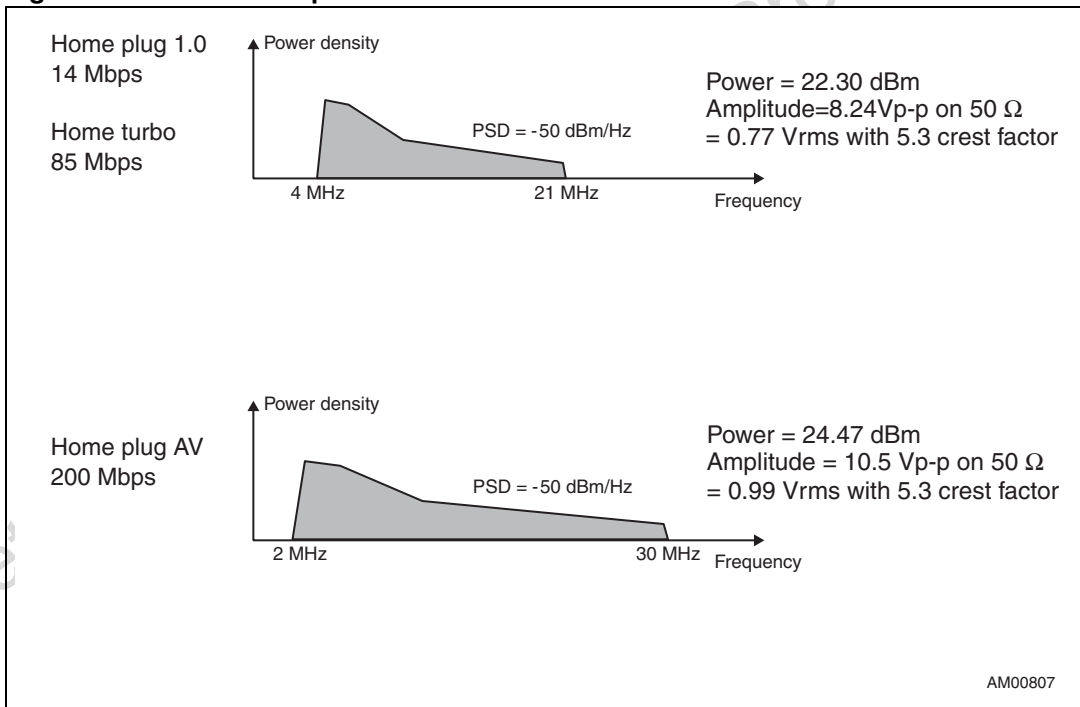 Home plug 1.0
14 Mbps
Home turbo
85 Mbps
Power density
PSD = -50 dBm/Hz
4 MHz
21 MHz
Frequency
Power = 22.30 dBm
Amplitude=8.24Vp-p on 50 Ω
= 0.77 Vrms with 5.3 crest factor
Home plug AV
200 Mbps
Power density
PSD = -50 dBm/Hz
2 MHz
30 MHz
Frequency
Power = 24.47 dBm
Amplitude = 10.5 Vp-p on 50 Ω
= 0.99 Vrms with 5.3 crest factor
AM00807